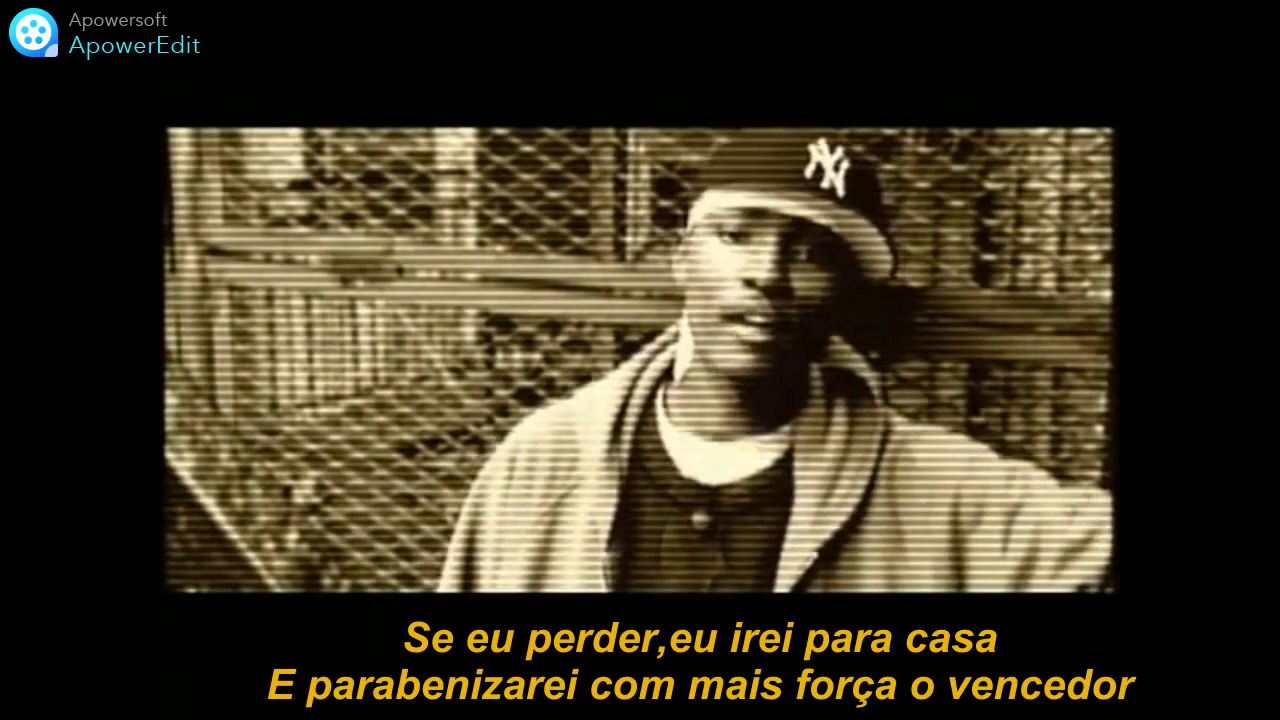 Apowersoft
ApowerEdit
NY
Se eu perder,eu irei para casa
E parabenizarei com mais força o vencedor